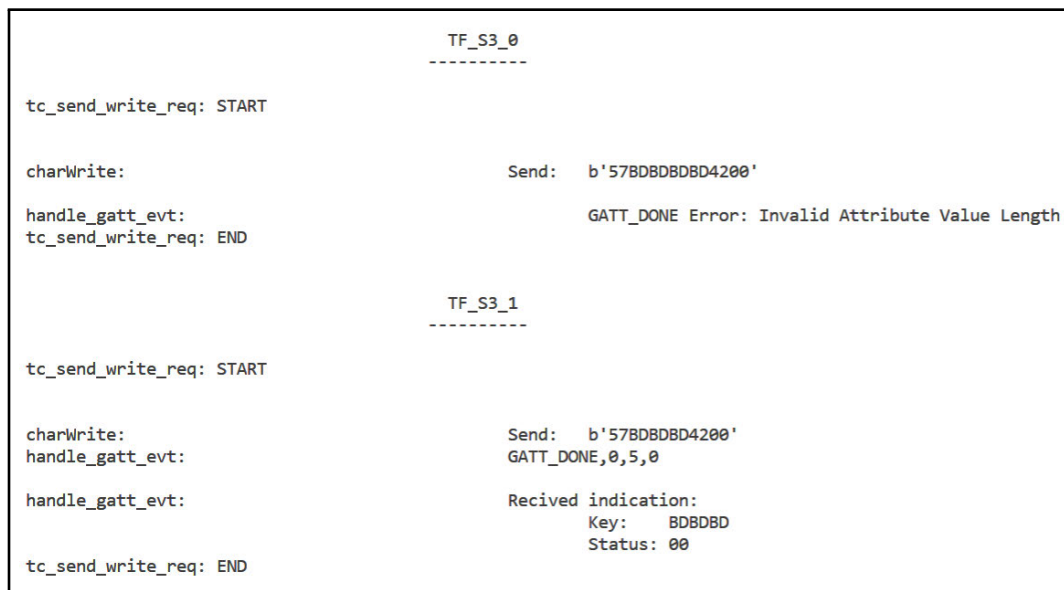 TF_S3_0
----------
tc_send_write_req: START
charWrite: Send: b'57BDBDBDBD4200'
handle_gatt_evt: GATT_DONE Error: Invalid Attribute Value Length
tc_send_write_req: END
TF_S3_1
----------
tc_send_write_req: START
charWrite: Send: b'57BDBDBD4200'
handle_gatt_evt: GATT_DONE,0,5,0
handle_gatt_evt: Recived indication:
Key: BDBDBD
Status: 00
tc_send_write_req: END